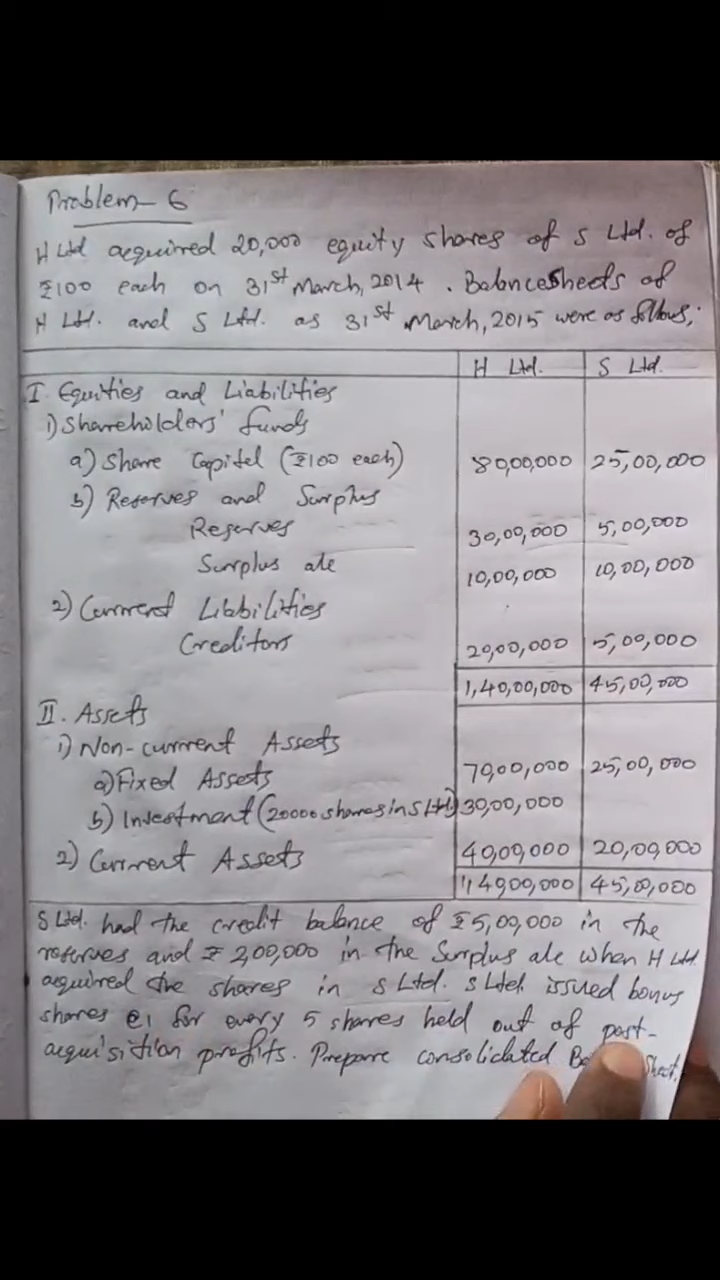 Problem-6
H Ltd acquired 20,000 equity shares of S Ltd. of
₹100 each on 31st March, 2014. Balancesheets of
H Ltd. and S Ltd. as 31st March, 2015 were as follows;
H Ltd. S Ltd.
I. Equities and Liabilities
1) Shareholders' funds
a) Share Capital (₹100 each) 80,00,000 25,00,000
b) Reserves and Surplus
Reserves 30,00,000 5,00,000
Surplus a/c 10,00,000 10,00,000
2) Current Liabilities
Creditors 20,00,000 5,00,000
1,40,00,000 45,00,000
II. Assets
1) Non-current Assets
a) Fixed Assets 70,00,000 25,00,000
b) Investment (20000 shares in S Ltd) 30,00,000
2) Current Assets 40,00,000 20,00,000
1,4900,000 45,00,000
S Ltd. had the credit balance of ₹5,00,000 in the
reserves and ₹ 2,00,000 in the Surplus a/c when H Ltd.
acquired the shares in S Ltd. S Ltd. issued bonus
shares @1 for every 5 shares held out of post-
acquisition profits. Prepare consolidated Sheet.